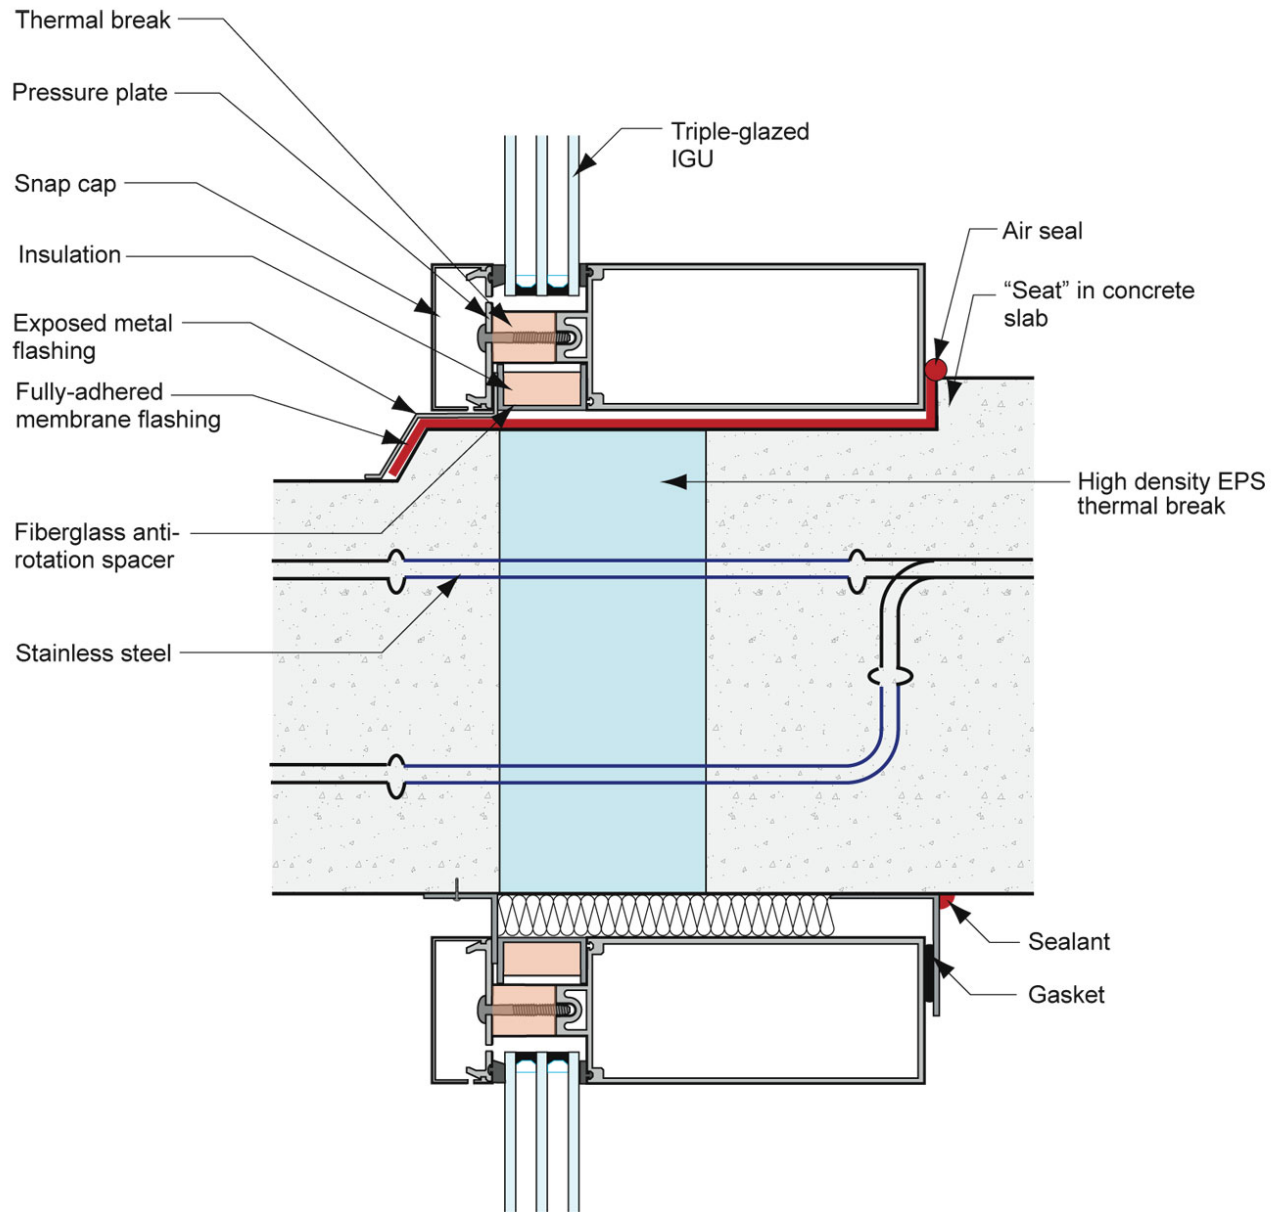 Thermal break
Pressure plate
Triple-glazed
IGU
Snap cap
Air seal
Insulation
“Seat” in concrete
slab
Exposed metal
flashing
Fully-adhered
membrane flashing
High density EPS
thermal break
Fiberglass anti-
rotation spacer
Stainless steel
Sealant
Gasket